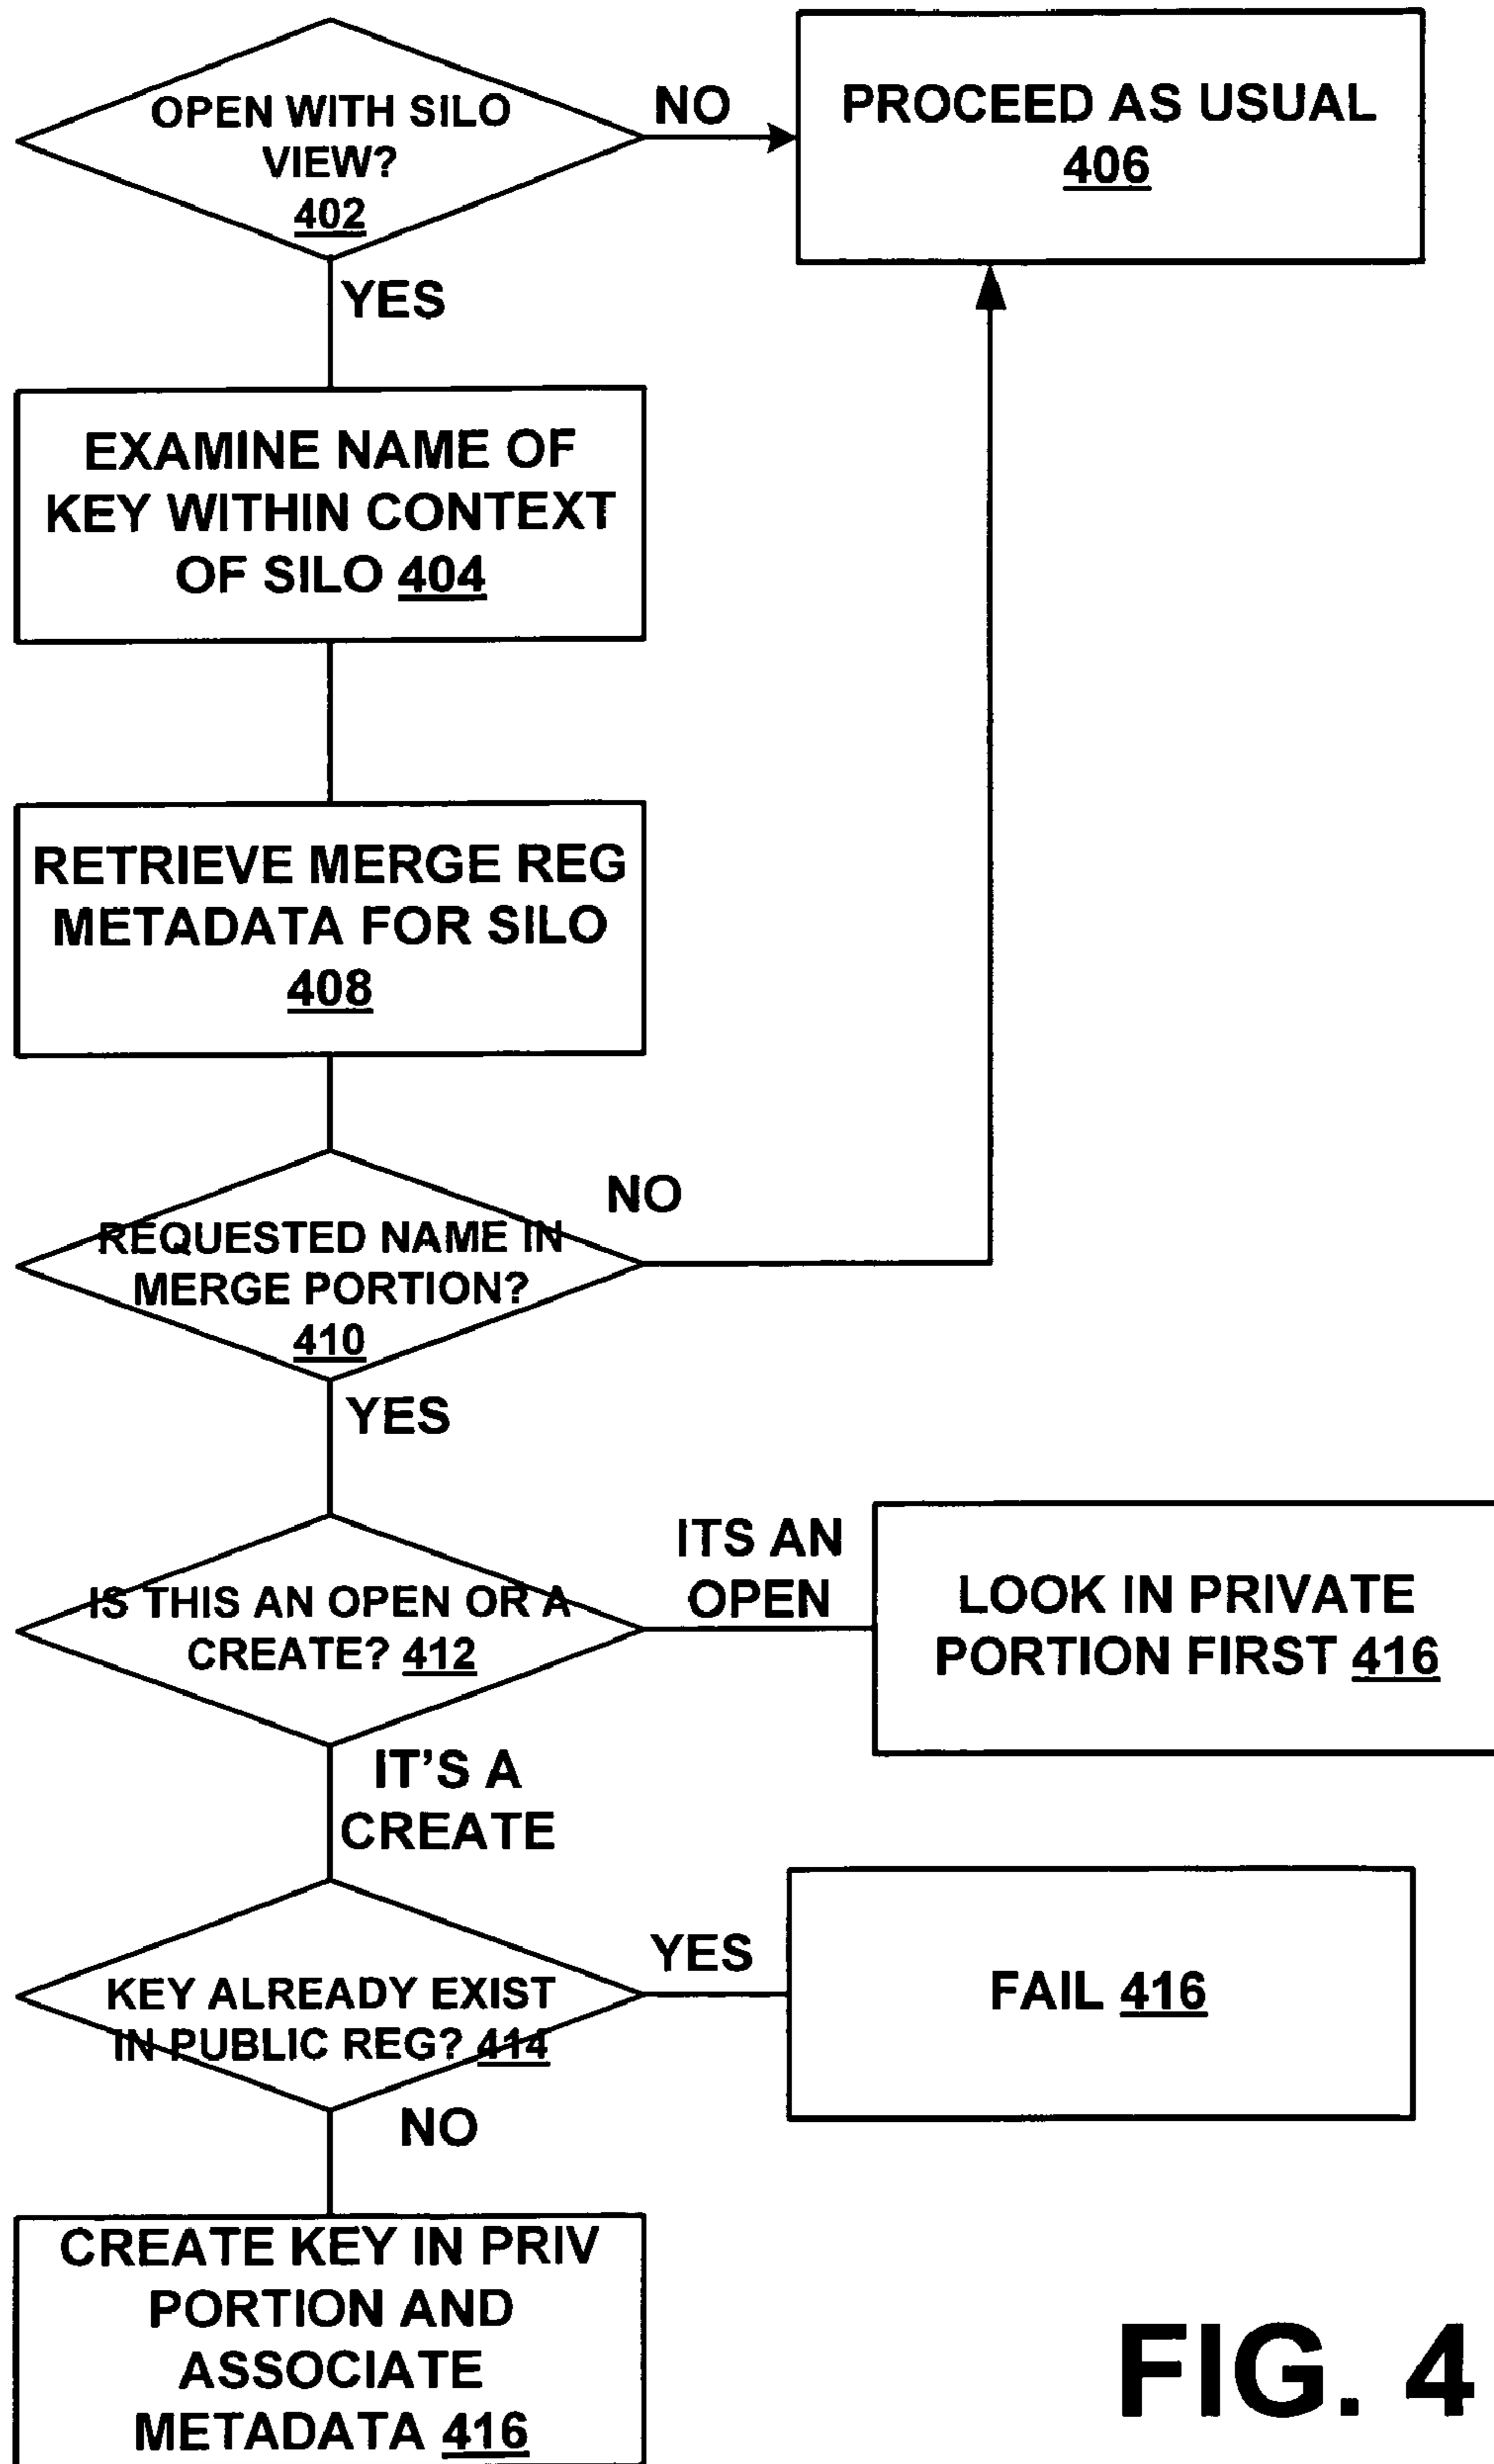 OPEN WITH SILO
VIEW?
402
NO
PROCEED AS USUAL
406
YES
EXAMINE NAME OF
KEY WITHIN CONTEXT
OF SILO 404
RETRIEVE MERGE REG
METADATA FOR SILO
408
REQUESTED NAME IN
MERGE PORTION?
410
NO
YES
IS THIS AN OPEN OR A
CREATE? 412
ITS AN
OPEN
LOOK IN PRIVATE
PORTION FIRST 416
IT'S A
CREATE
KEY ALREADY EXIST
IN PUBLIC REG? 414
YES
FAIL 416
NO
CREATE KEY IN PRIV
PORTION AND
ASSOCIATE
METADATA 416
FIG. 4